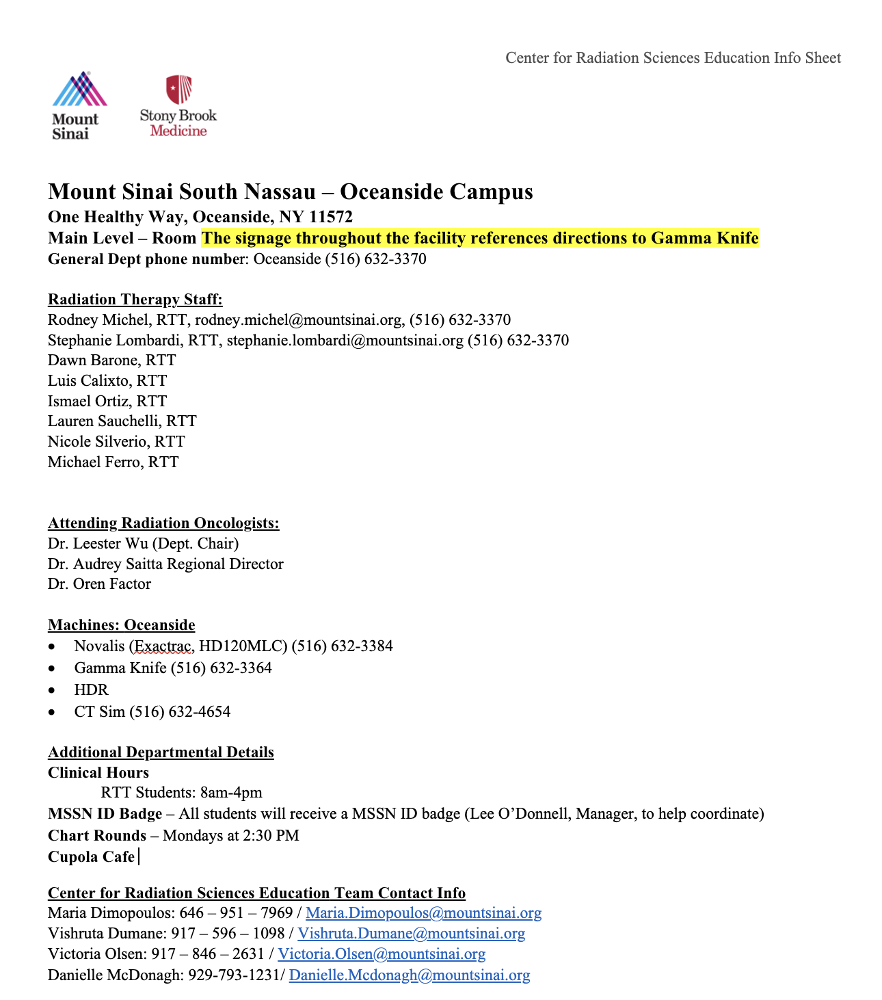 Center for Radiation Sciences Education Info Sheet
Mount
Sinai
Stony Brook
Medicine
Mount Sinai South Nassau – Oceanside Campus
One Healthy Way, Oceanside, NY 11572
Main Level – Room The signage throughout the facility references directions to Gamma Knife
General Dept phone number: Oceanside (516) 632-3370
Radiation Therapy Staff:
Rodney Michel, RTT, rodney.michel@mountsinai.org, (516) 632-3370
Stephanie Lombardi, RTT, stephanie.lombardi@mountsinai.org (516) 632-3370
Dawn Barone, RTT
Luis Calixto, RTT
Ismael Ortiz, RTT
Lauren Sauchelli, RTT
Nicole Silverio, RTT
Michael Ferro, RTT
Attending Radiation Oncologists:
Dr. Leester Wu (Dept. Chair)
Dr. Audrey Saitta Regional Director
Dr. Oren Factor
Machines: Oceanside
• Novalis (Exactrac, HD120MLC) (516) 632-3384
• Gamma Knife (516) 632-3364
• HDR
• CT Sim (516) 632-4654
Additional Departmental Details
Clinical Hours
RTT Students: 8am-4pm
MSSN ID Badge – All students will receive a MSSN ID badge (Lee O’Donnell, Manager, to help coordinate)
Chart Rounds – Mondays at 2:30 PM
Cupola Cafe
Center for Radiation Sciences Education Team Contact Info
Maria Dimopoulos: 646 – 951 – 7969 / Maria.Dimopoulos@mountsinai.org
Vishruta Dumane: 917 – 596 – 1098 / Vishruta.Dumane@mountsinai.org
Victoria Olsen: 917 – 846 – 2631 / Victoria.Olsen@mountsinai.org
Danielle McDonagh: 929-793-1231/ Danielle.Mcdonagh@mountsinai.org